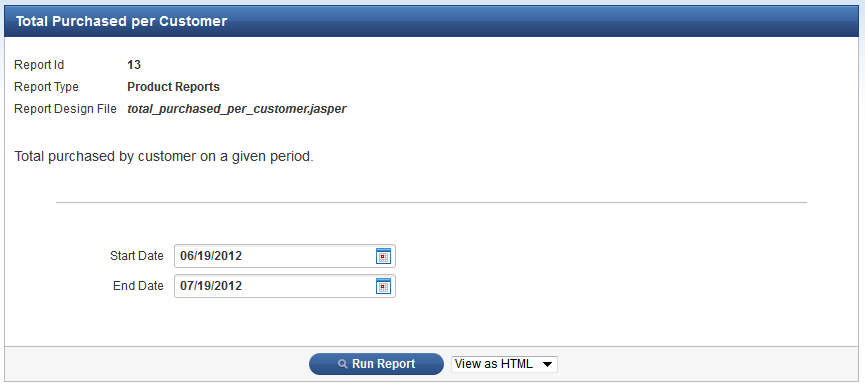 Total Purchased per Customer
Report Id 13
Report Type Product Reports
Report Design File total_purchased_per_customer.jasper
Total purchased by customer on a given period.
Start Date 06/19/2012
End Date 07/19/2012
Run Report View as HTML